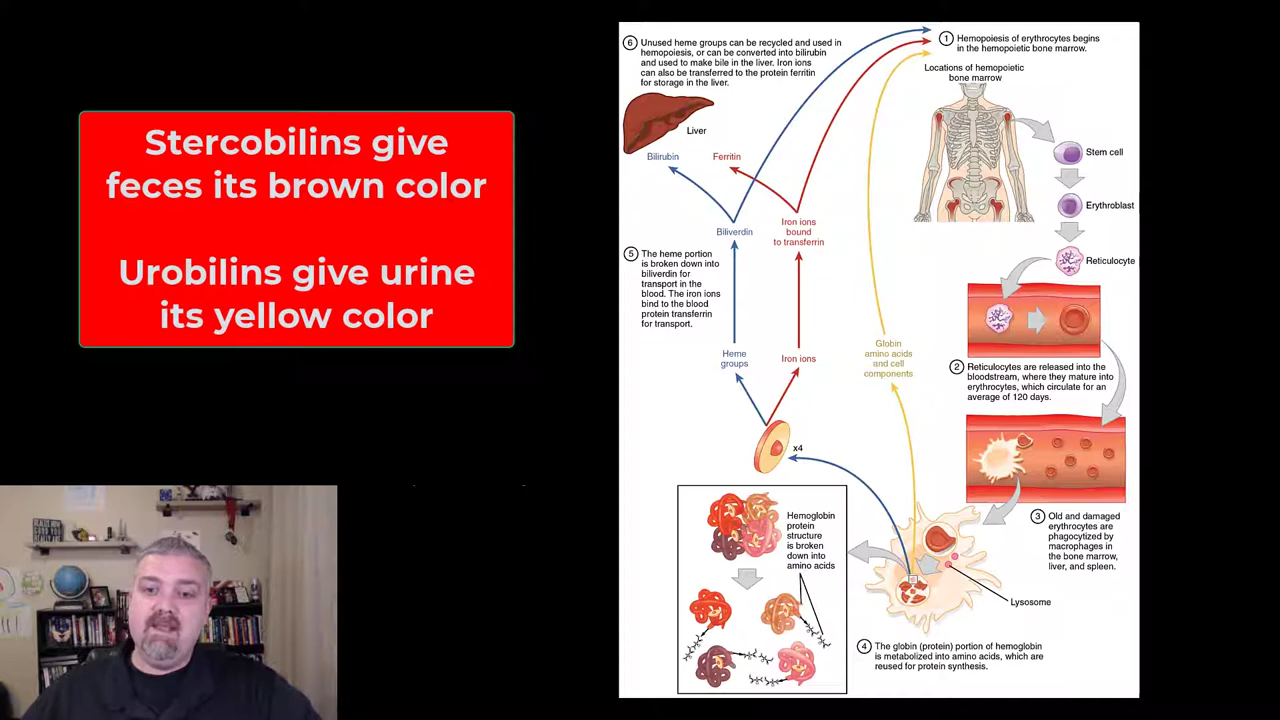 Stercobilins give
feces its brown color
Urobilins give urine
its yellow color
6 Unused heme groups can be recycled and used in
hemopoiesis, or can be converted into bilirubin
and used to make bile in the liver. Iron ions
can also be transferred to the protein ferritin
for storage in the liver.
Liver
Bilirubin
Ferritin
Biliverdin
Iron ions
bound
to transferrin
5 The heme portion
is broken down into
biliverdin for
transport in the
blood. The iron ions
bind to the blood
protein transferrin
for transport.
Heme
groups
Iron ions
Globin
amino acids
and cell
components
x4
1 Hemopoiesis of erythrocytes begins
in the hemopoietic bone marrow.
Locations of hemopoietic
bone marrow
Stem cell
Erythroblast
Reticulocyte
2 Reticulocytes are released into the
bloodstream, where they mature into
erythrocytes, which circulate for an
average of 120 days.
3 Old and damaged
erythrocytes are
phagocytized by
macrophages in
the bone marrow,
liver, and spleen.
Lysosome
Hemoglobin
protein
structure
is broken
down into
amino acids
4 The globin (protein) portion of hemoglobin
is metabolized into amino acids, which are
reused for protein synthesis.